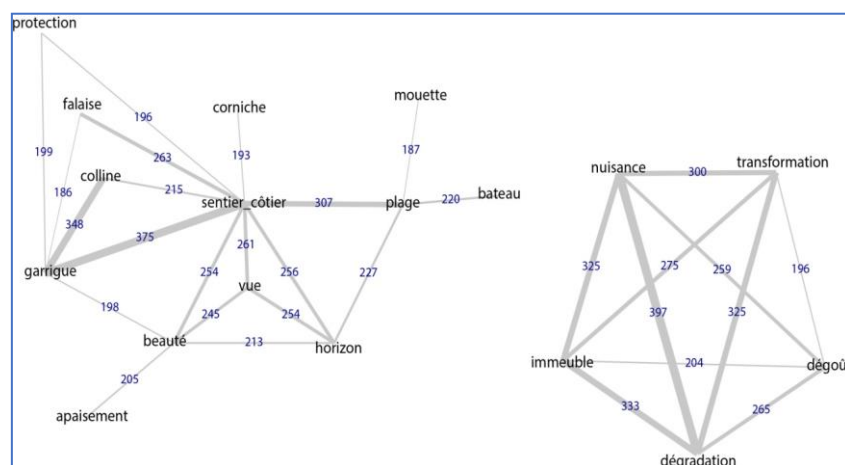 protection
falaise
196
corniche
mouette
199
263
193
187
nuisance
300
transformation
colline
186
215
sentier_côtier
307
plage
220
bateau
348
375
261
garrigue
254
256
227
325
275
259
196
vue
198
245
254
397
325
beauté
213
horizon
immeuble
204
dégoû
205
apaisement
333
265
dégradation